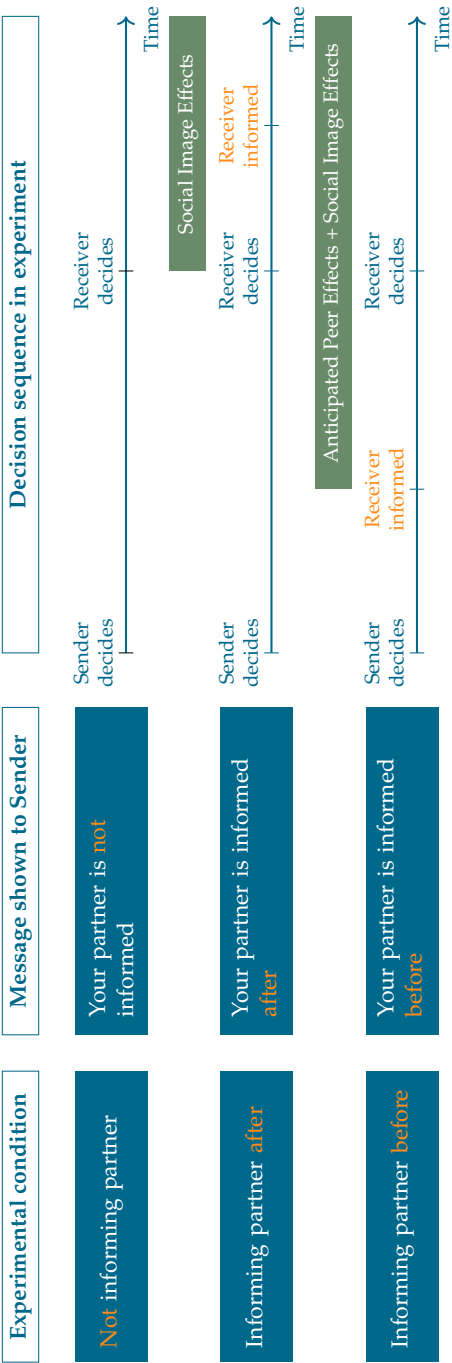 Experimental condition
Message shown to Sender
Decision sequence in experiment
Not informing partner
Your partner is not
informed
Sender
decides
Receiver
decides
Time
Social Image Effects
Informing partner after
Your partner is informed
after
Sender
decides
Receiver
decides
Receiver
informed
Time
Anticipated Peer Effects + Social Image Effects
Informing partner before
Your partner is informed
before
Sender
decides
Receiver
informed
Receiver
decides
Time